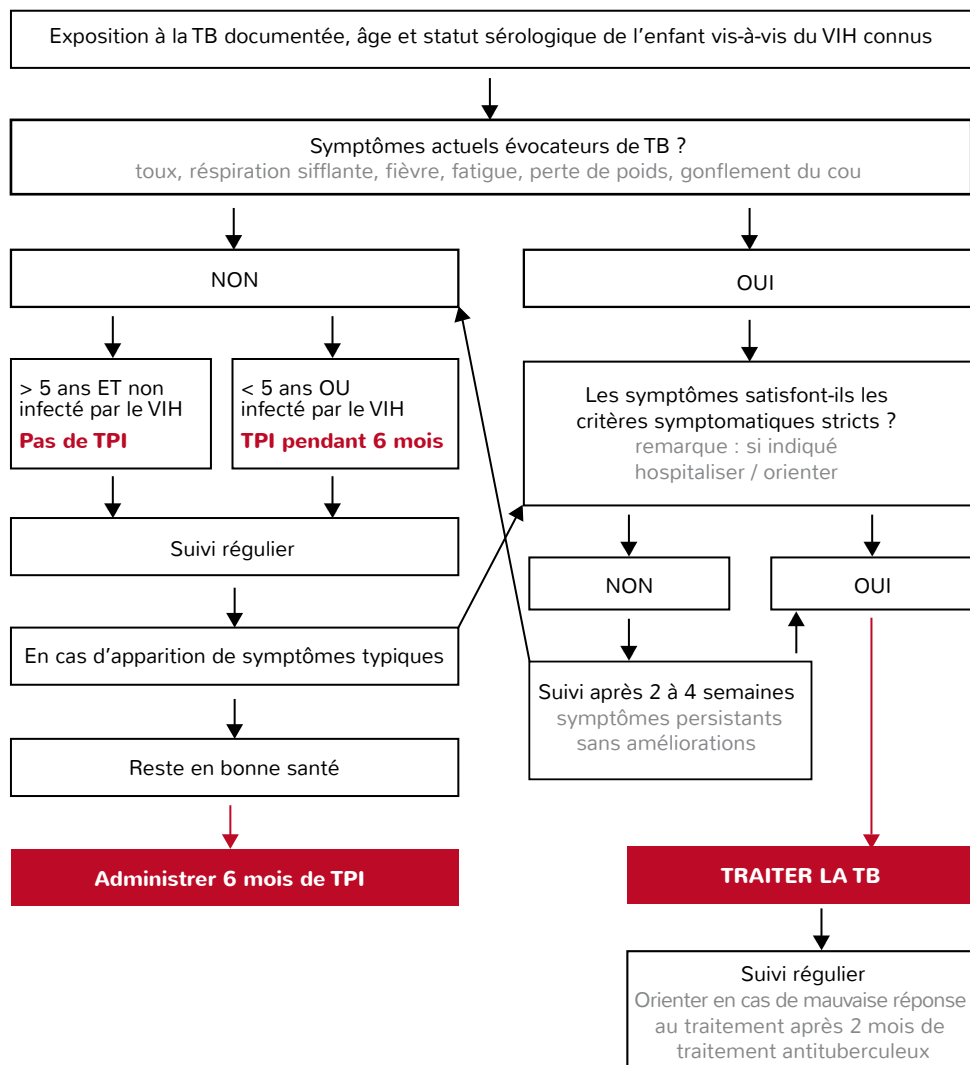 Exposition à la TB documentée, âge et statut sérologique de l'enfant vis-à-vis du VIH connus
Symptômes actuels évocateurs de TB ?
toux, réspiration sifflante, fièvre, fatigue, perte de poids, gonflement du cou
NON
OUI
> 5 ans ET non
infecté par le VIH
Pas de TPI
< 5 ans OU
infecté par le VIH
TPI pendant 6 mois
Les symptômes satisfont-ils les
critères symptomatiques stricts ?
remarque : si indiqué
hospitaliser / orienter
Suivi régulier
NON
OUI
En cas d'apparition de symptômes typiques
Suivi après 2 à 4 semaines
symptômes persistants
sans améliorations
Reste en bonne santé
Administrer 6 mois de TPI
TRAITER LA TB
Suivi régulier
Orienter en cas de mauvaise réponse
au traitement après 2 mois de
traitement antituberculeux